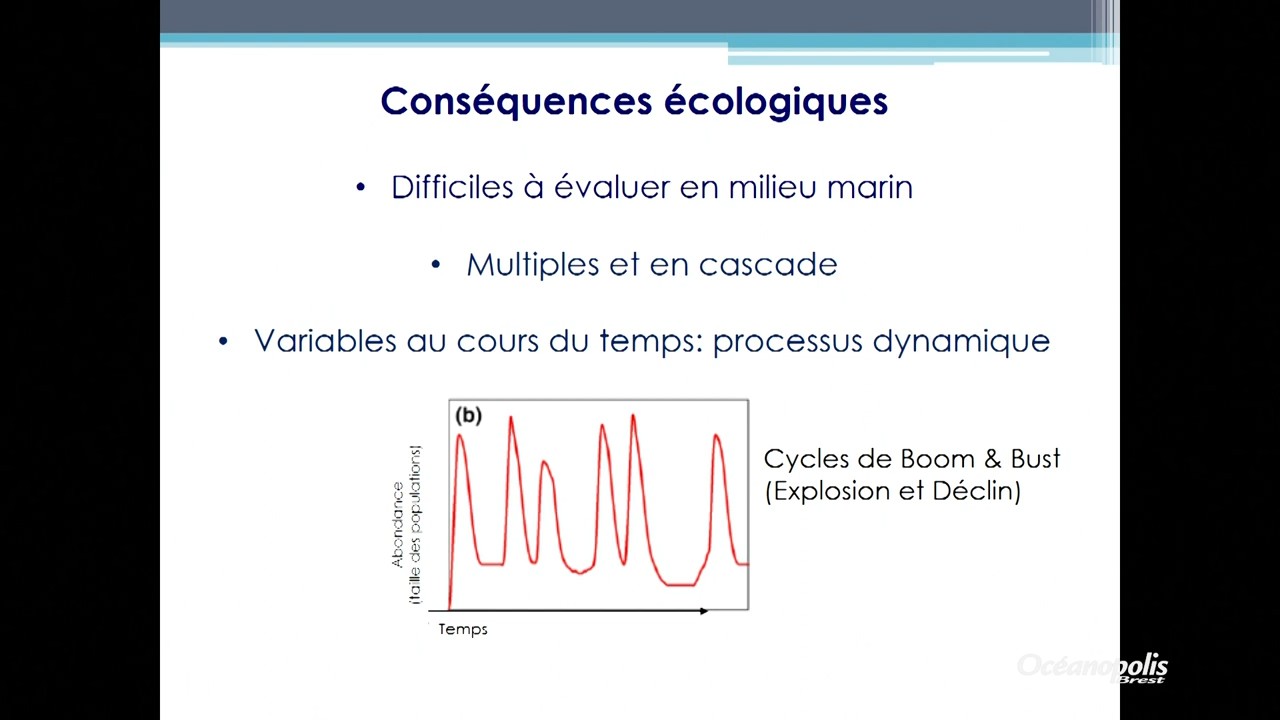 Conséquences écologiques
• Difficiles à évaluer en milieu marin
• Multiples et en cascade
• Variables au cours du temps: processus dynamique
(b)
Abondance
(taille des populations)
Cycles de Boom & Bust
(Explosion et Déclin)
Temps
Océanopolis
Brest